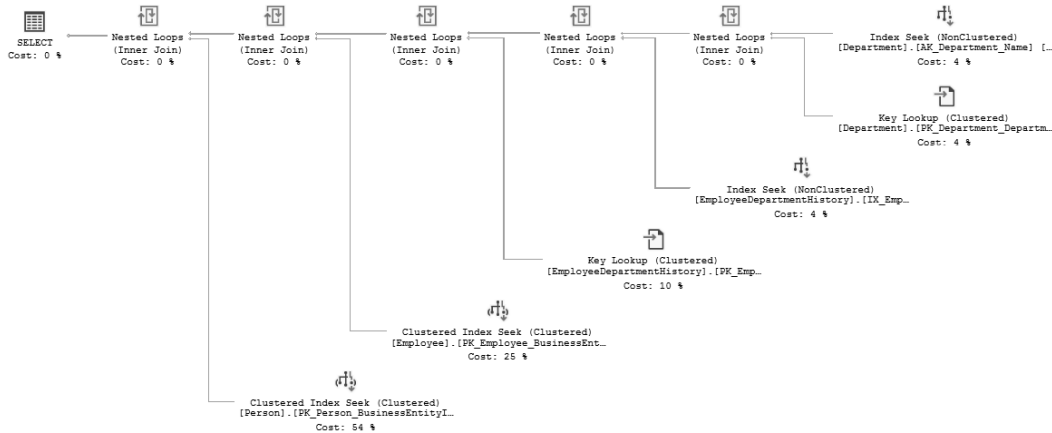 SELECT
Cost: 0 %
Nested Loops
(Inner Join)
Cost: 0 %
Nested Loops
(Inner Join)
Cost: 0 %
Nested Loops
(Inner Join)
Cost: 0 %
Nested Loops
(Inner Join)
Cost: 0 %
Nested Loops
(Inner Join)
Cost: 0 %
Index Seek (NonClustered)
[Department].[AK_Department_Name] […
Cost: 4 %
Key Lookup (Clustered)
[Department].[PK_Department_Departm…
Cost: 4 %
Index Seek (NonClustered)
[EmployeeDepartmentHistory].[IX_Emp…
Cost: 4 %
Key Lookup (Clustered)
[EmployeeDepartmentHistory].[PK_Emp…
Cost: 10 %
Clustered Index Seek (Clustered)
[Employee].[PK_Employee_BusinessEnt…
Cost: 25 %
Clustered Index Seek (Clustered)
[Person].[PK_Person_BusinessEntityI…
Cost: 54 %